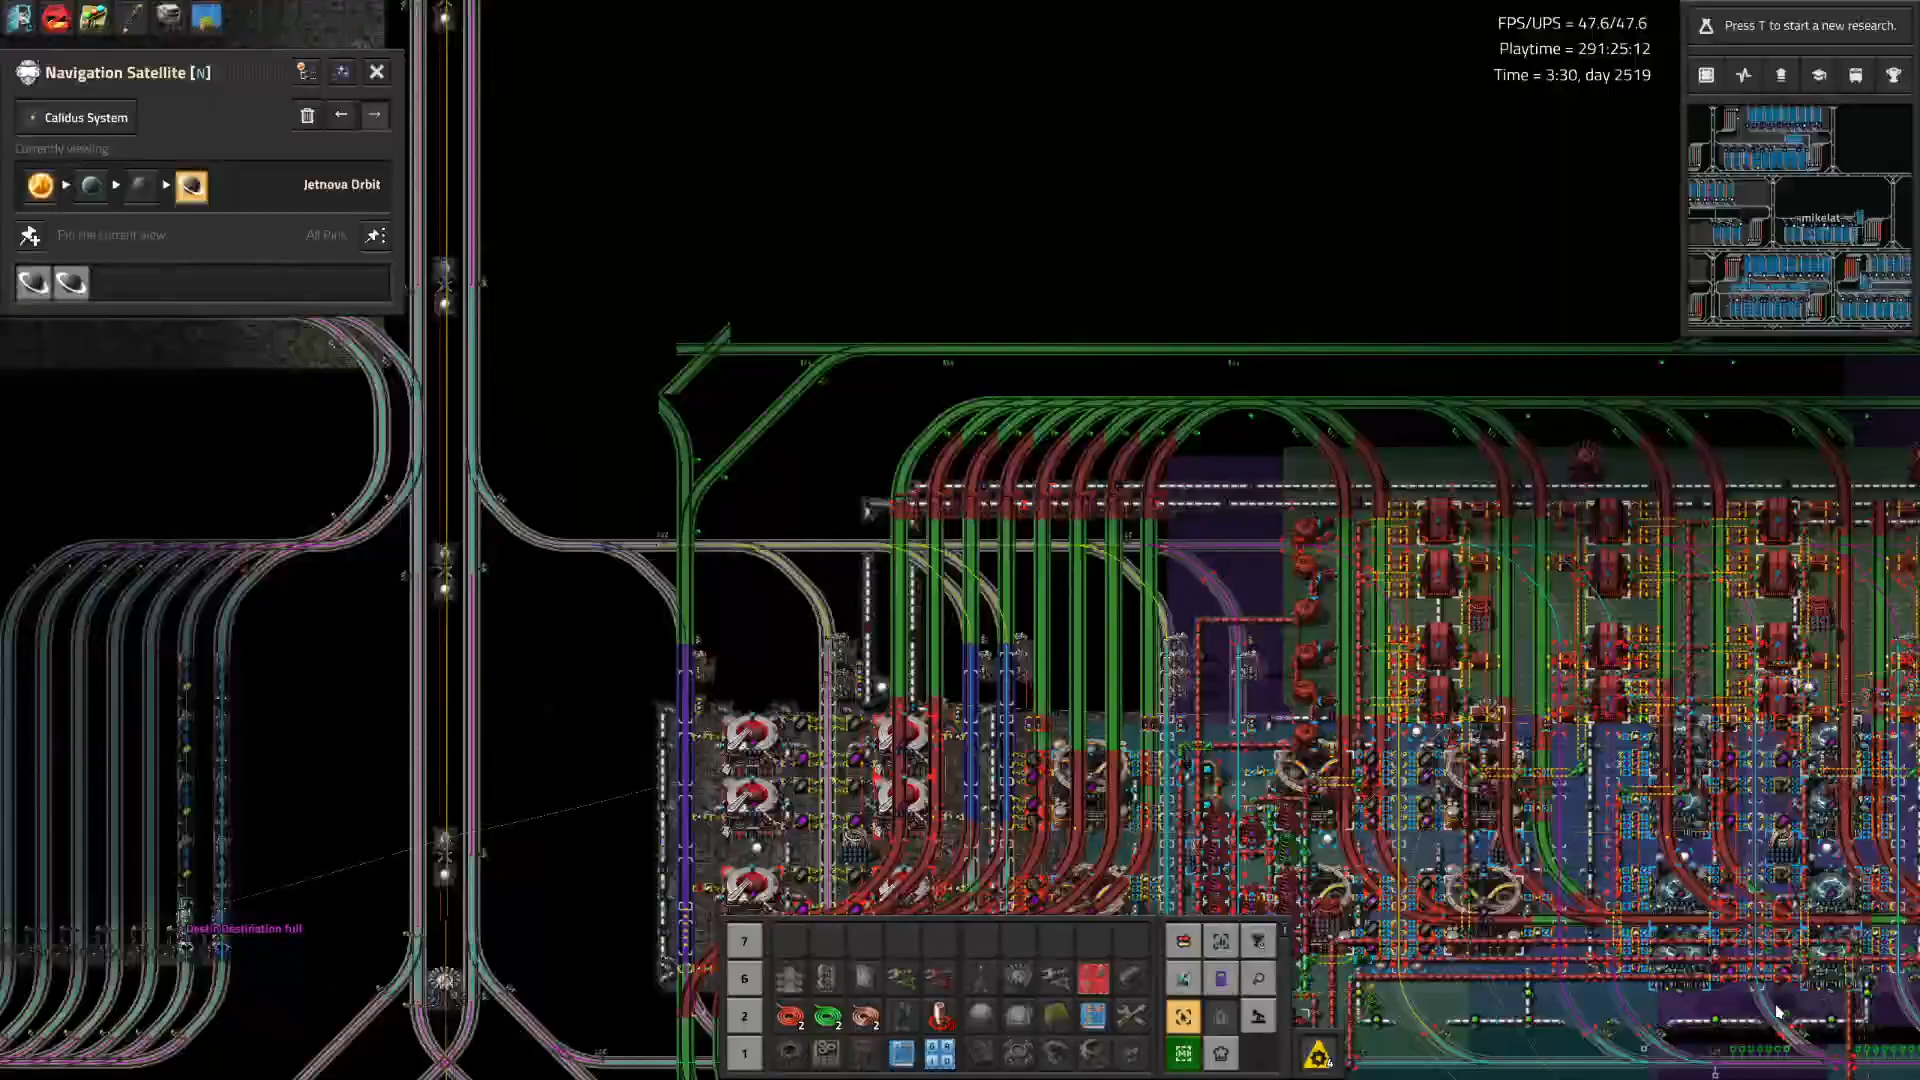 FPS/UPS = 47.6/47.6
Playtime = 291:25:12
Time = 3:30, day 2519
Press T to start a new research.
Navigation Satellite [N]
Calidus System
Currently viewing
Jetnova Orbit
Pin the current view
All Pins
mikelat
Destin Destination full
7
6
2
2
2
2
1